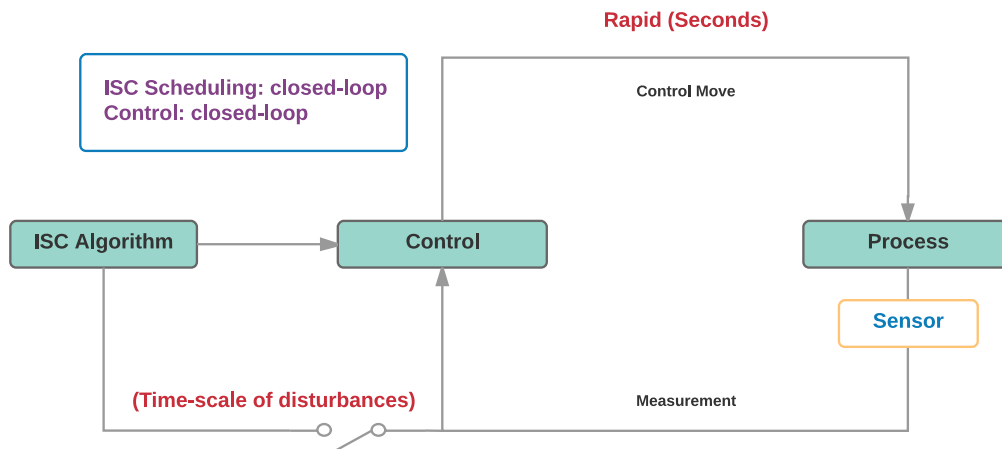 Rapid (Seconds)
ISC Scheduling: closed-loop
Control: closed-loop
Control Move
ISC Algorithm
Control
Process
Sensor
(Time-scale of disturbances)
Measurement